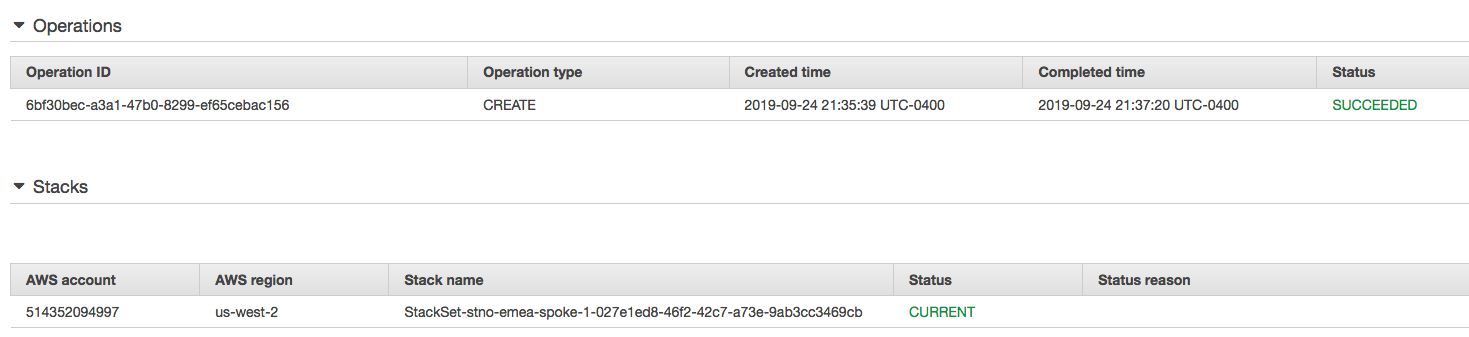 Operations
Operation ID Operation type Created time Completed time Status
6bf30bec-a3a1-47b0-8299-ef65cebac156 CREATE 2019-09-24 21:35:39 UTC-0400 2019-09-24 21:37:20 UTC-0400 SUCCEEDED
Stacks
AWS account AWS region Stack name Status Status reason
514352094997 us-west-2 StackSet-stno-emea-spoke-1-027e1ed8-46f2-42c7-a73e-9ab3cc3469cb CURRENT